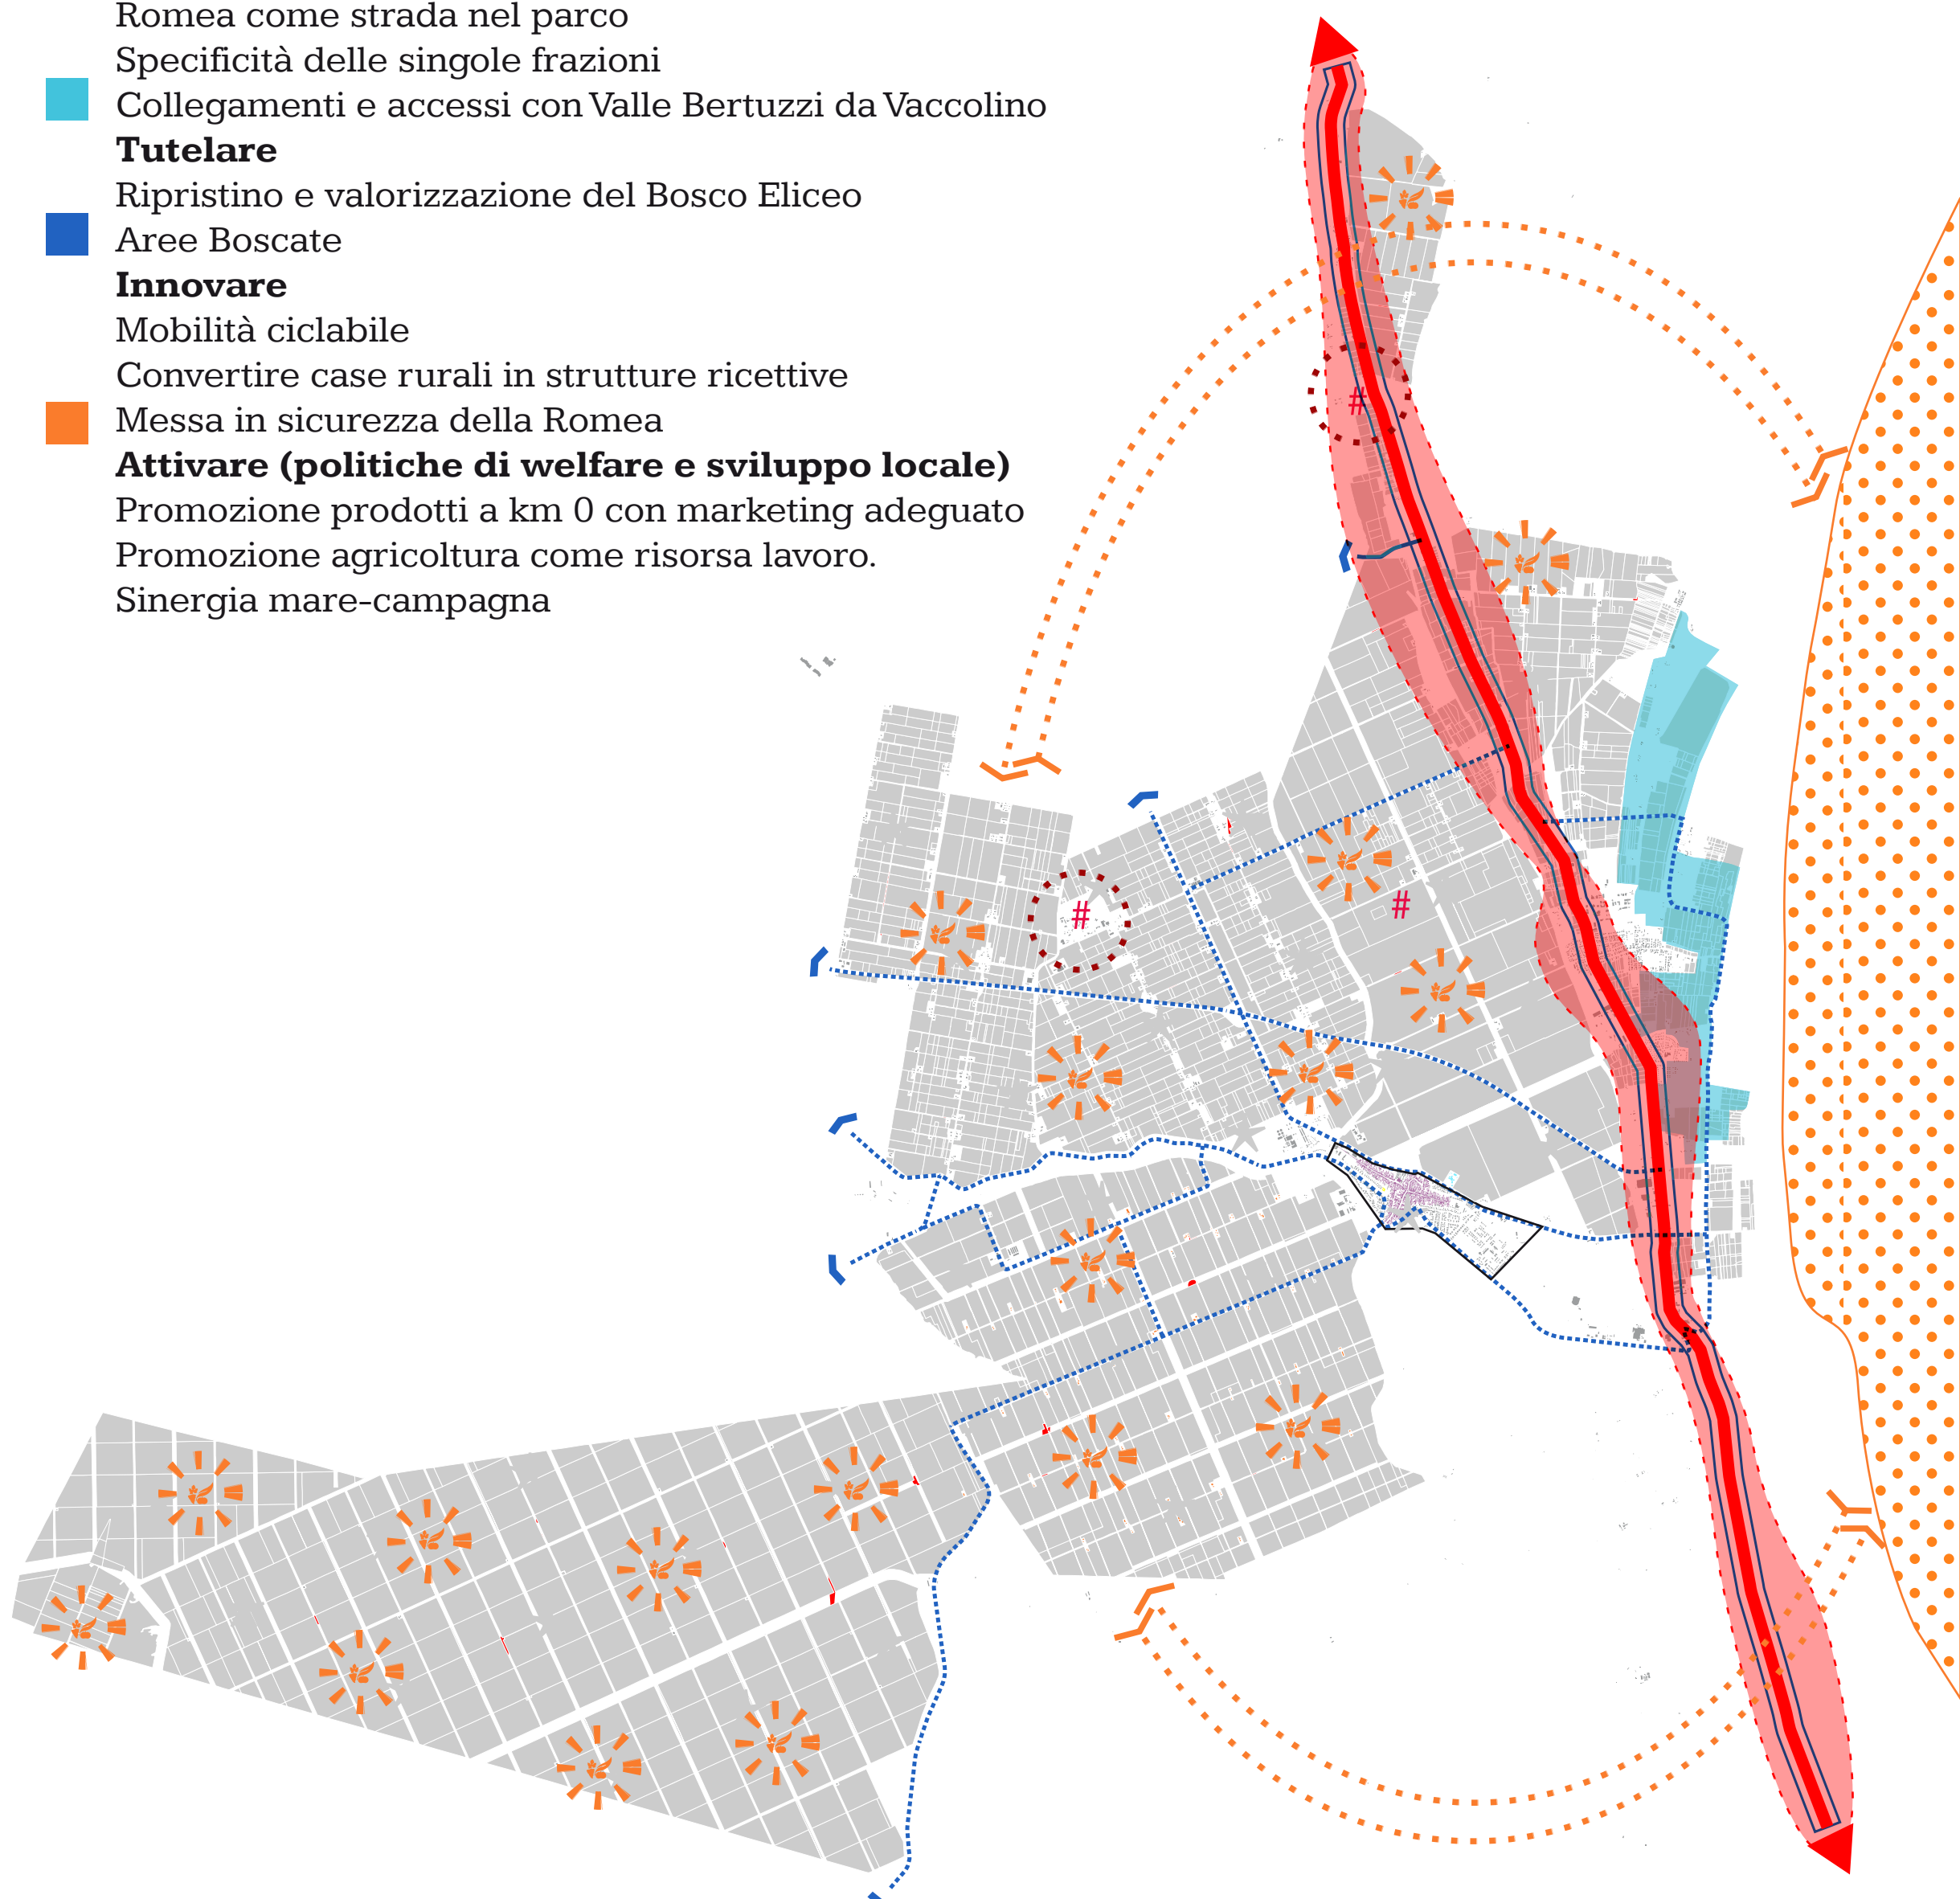 Romea come strada nel parco
Specificità delle singole frazioni
Collegamenti e accessi con Valle Bertuzzi da Vaccolino
Tutelare
Ripristino e valorizzazione del Bosco Eliceo
Aree Boscate
Innovare
Mobilità ciclabile
Convertire case rurali in strutture ricettive
Messa in sicurezza della Romea
Attivare (politiche di welfare e sviluppo locale)
Promozione prodotti a km 0 con marketing adeguato
Promozione agricoltura come risorsa lavoro.
Sinergia mare-campagna
#
#
#